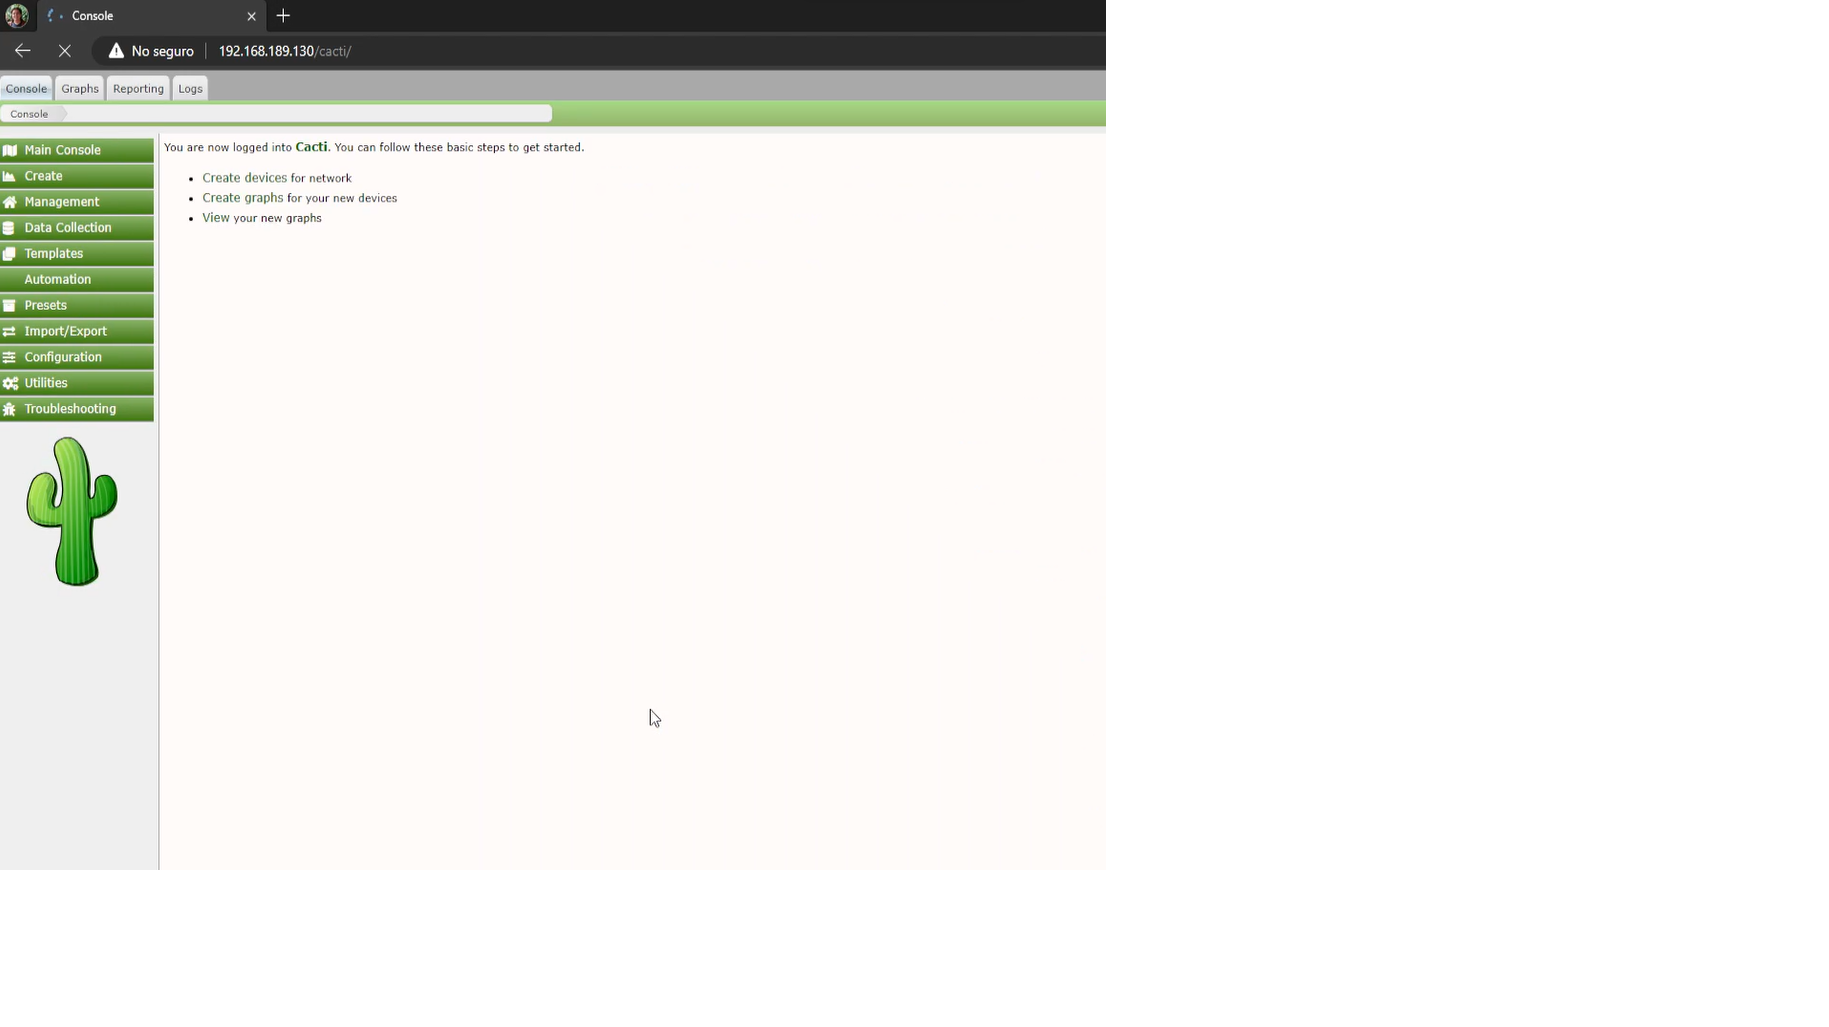 Console
No seguro 192.168.189.130/cacti/
Console Graphs Reporting Logs
Console
Main Console
Create
Management
Data Collection
Templates
Automation
Presets
Import/Export
Configuration
Utilities
Troubleshooting
You are now logged into Cacti. You can follow these basic steps to get started.
Create devices for network
Create graphs for your new devices
View your new graphs